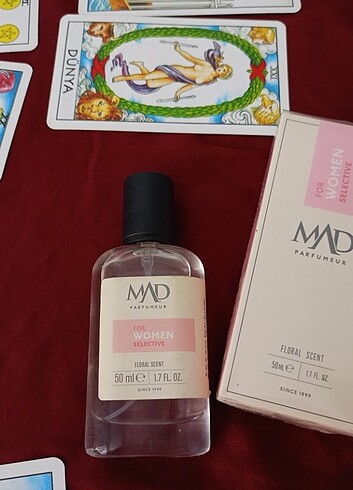 DÜNYA
XXI
MAD
PARFUMEUR
FOR
WOMEN
SELECTIVE
FLORAL SCENT
50 ml ℮ 1.7 FL. OZ.
SINCE 1999
FOR
WOMEN
SELECTIVE
MAD
PARFUMEUR
FLORAL SCENT
50 ml ℮ 1.7 FL. OZ.
SINCE 1999